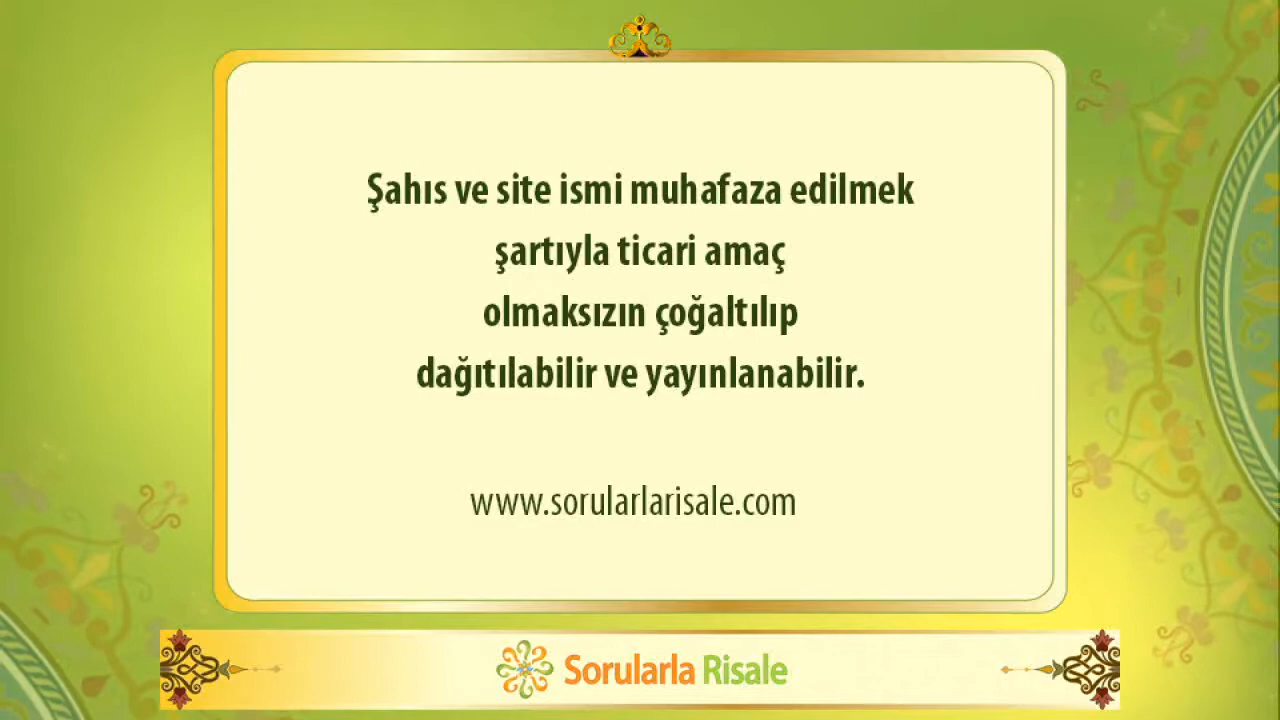 Şahıs ve site ismi muhafaza edilmek
şartıyla ticari amaç
olmaksızın çoğaltılıp
dağıtılabilir ve yayınlanabilir.
www.sorularlarisale.com
Sorularla Risale